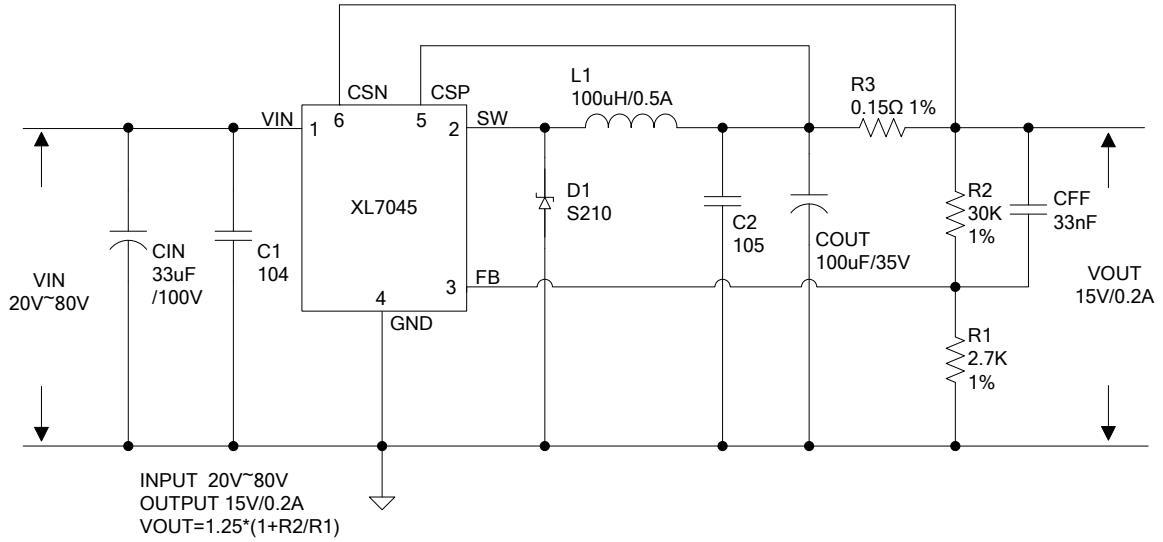 CSN
CSP
VIN
1
6
5
2
SW
L1
100uH/0.5A
R3
0.15Ω 1%
XL7045
D1
S210
R2
30K
1%
CFF
33nF
CIN
33uF
/100V
C1
104
C2
105
COUT
100uF/35V
VIN
20V~80V
3
FB
4
GND
VOUT
15V/0.2A
R1
2.7K
1%
INPUT 20V~80V
OUTPUT 15V/0.2A
VOUT=1.25*(1+R2/R1)